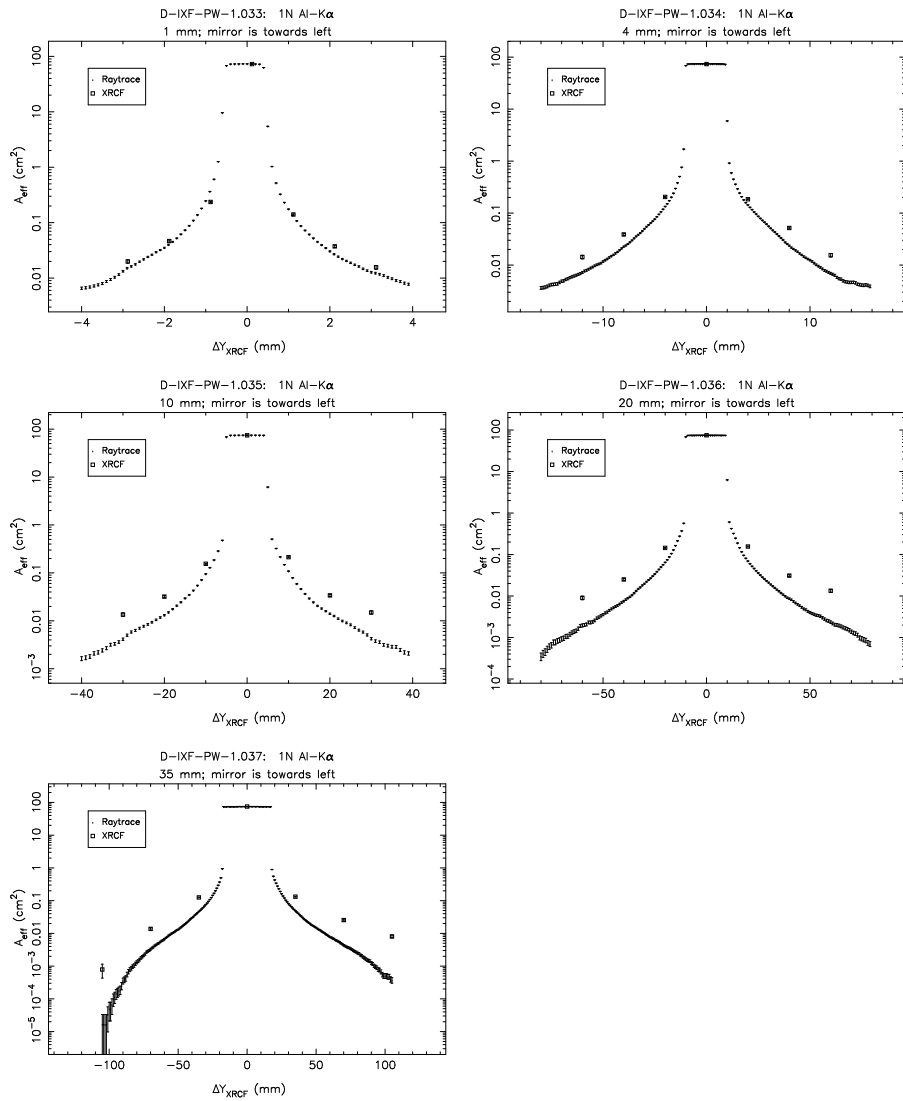 D-IXF-PW-1.033: 1N Al-Kα
1 mm; mirror is towards left
Raytrace
XRCF
A_eff (cm²)
100
10
1
0.1
0.01
−4 −2 0 2 4
ΔY_XRCF (mm)
D-IXF-PW-1.034: 1N Al-Kα
4 mm; mirror is towards left
Raytrace
XRCF
A_eff (cm²)
100
10
1
0.1
0.01
−10 0 10
ΔY_XRCF (mm)
D-IXF-PW-1.035: 1N Al-Kα
10 mm; mirror is towards left
Raytrace
XRCF
A_eff (cm²)
100
10
1
0.1
0.01
10⁻³
−40 −20 0 20 40
ΔY_XRCF (mm)
D-IXF-PW-1.036: 1N Al-Kα
20 mm; mirror is towards left
Raytrace
XRCF
A_eff (cm²)
100
10
1
0.1
0.01
10⁻³
10⁻⁴
−50 0 50
ΔY_XRCF (mm)
D-IXF-PW-1.037: 1N Al-Kα
35 mm; mirror is towards left
Raytrace
XRCF
A_eff (cm²)
100
10
1
0.1
0.01
10⁻³
10⁻⁴
10⁻⁵
−100 −50 0 50 100
ΔY_XRCF (mm)